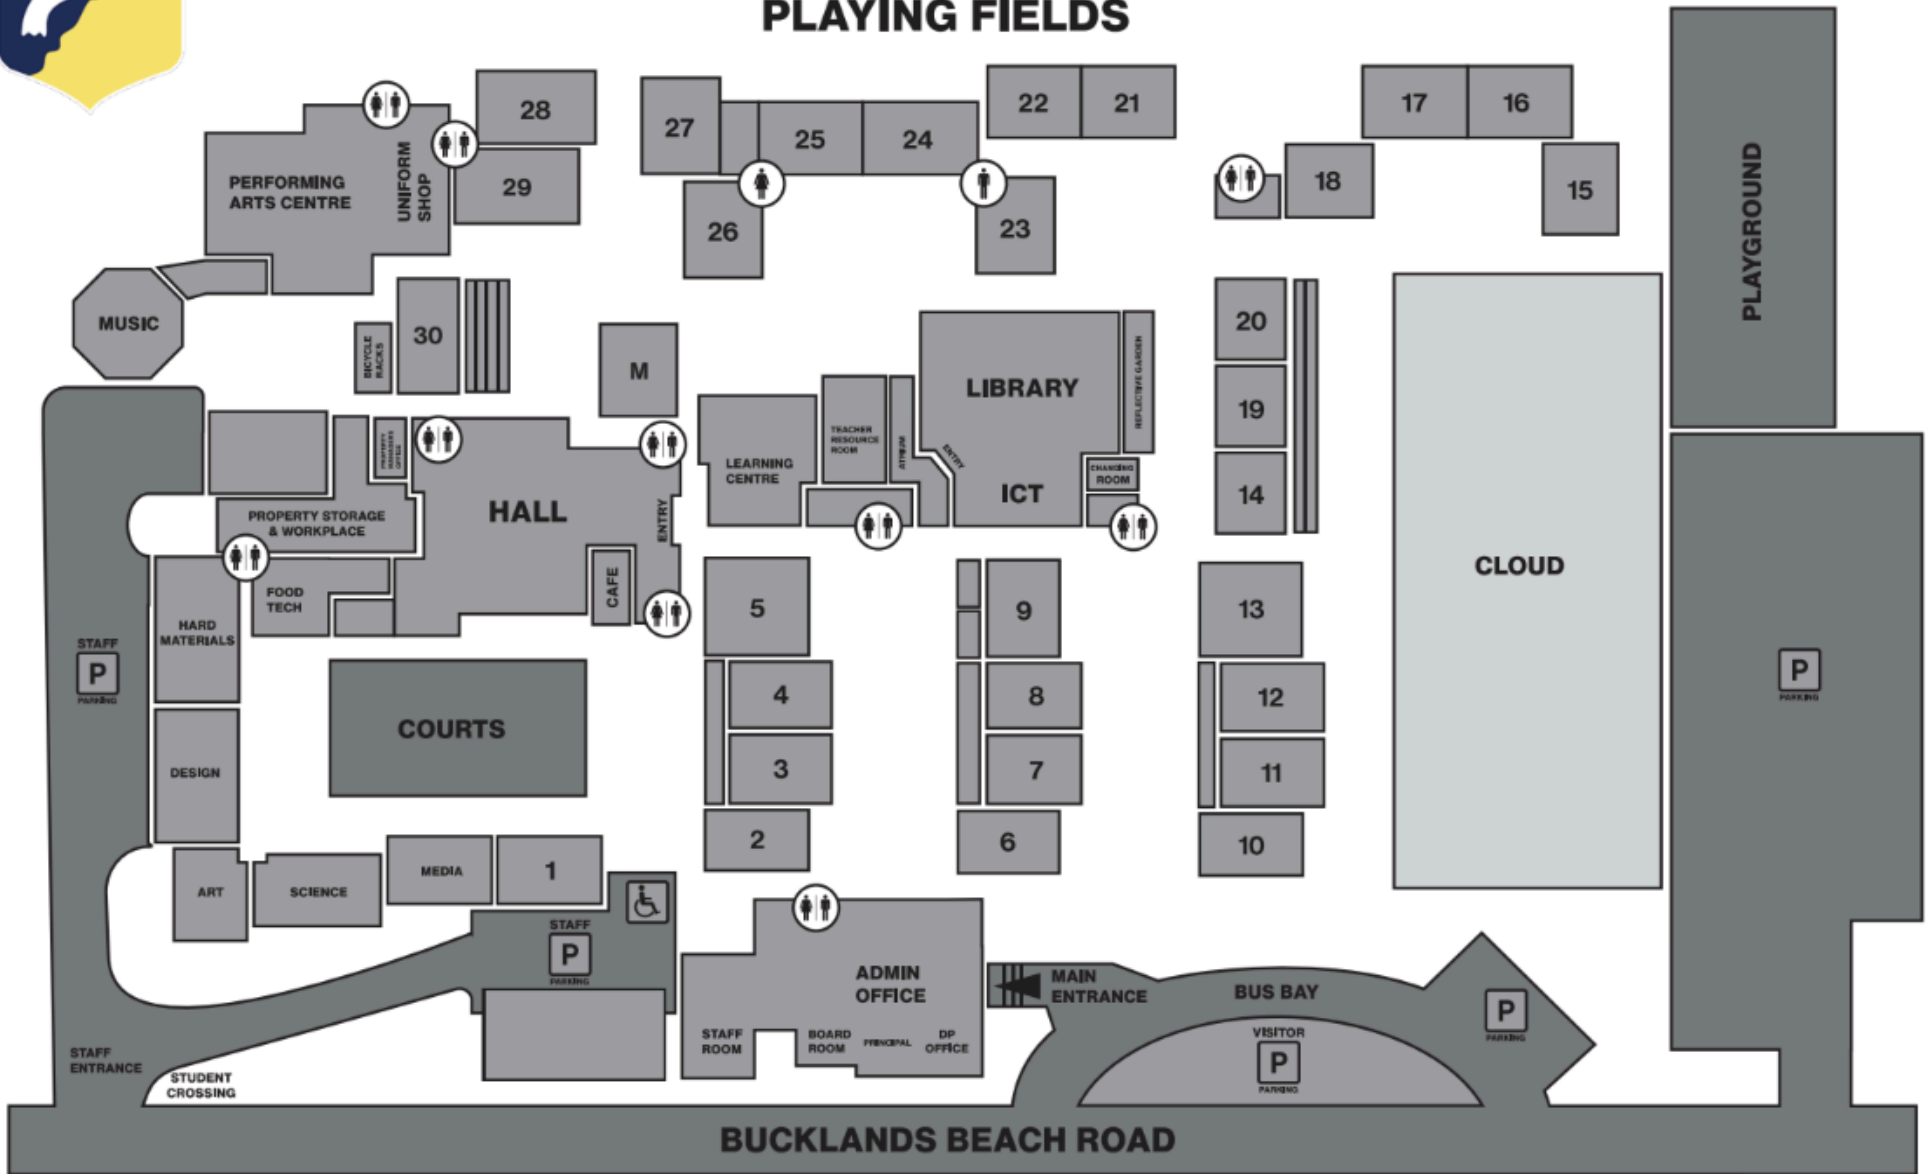 PLAYING FIELDS
28
27
25
24
22
21
17
16
PERFORMING
ARTS CENTRE
UNIFORM
SHOP
29
26
23
18
15
PLAYGROUND
MUSIC
BICYCLE
RACKS
30
M
LIBRARY
REFLECTIVE GARDEN
20
19
14
PROPERTY
MANAGERS
OFFICE
HALL
ENTRY
LEARNING
CENTRE
TEACHER
RESOURCE
ROOM
ATRIUM
ENTRY
ICT
CHANGING
ROOM
PROPERTY STORAGE
& WORKPLACE
FOOD
TECH
CAFE
CLOUD
HARD
MATERIALS
STAFF
P
PARKING
5
9
13
P
PARKING
4
8
12
COURTS
3
7
11
DESIGN
2
6
10
ART
SCIENCE
MEDIA
1
STAFF
P
PARKING
ADMIN
OFFICE
STAFF
ROOM
BOARD
ROOM
PRINCIPAL
DP
OFFICE
MAIN
ENTRANCE
BUS BAY
P
PARKING
VISITOR
P
PARKING
STAFF
ENTRANCE
STUDENT
CROSSING
BUCKLANDS BEACH ROAD